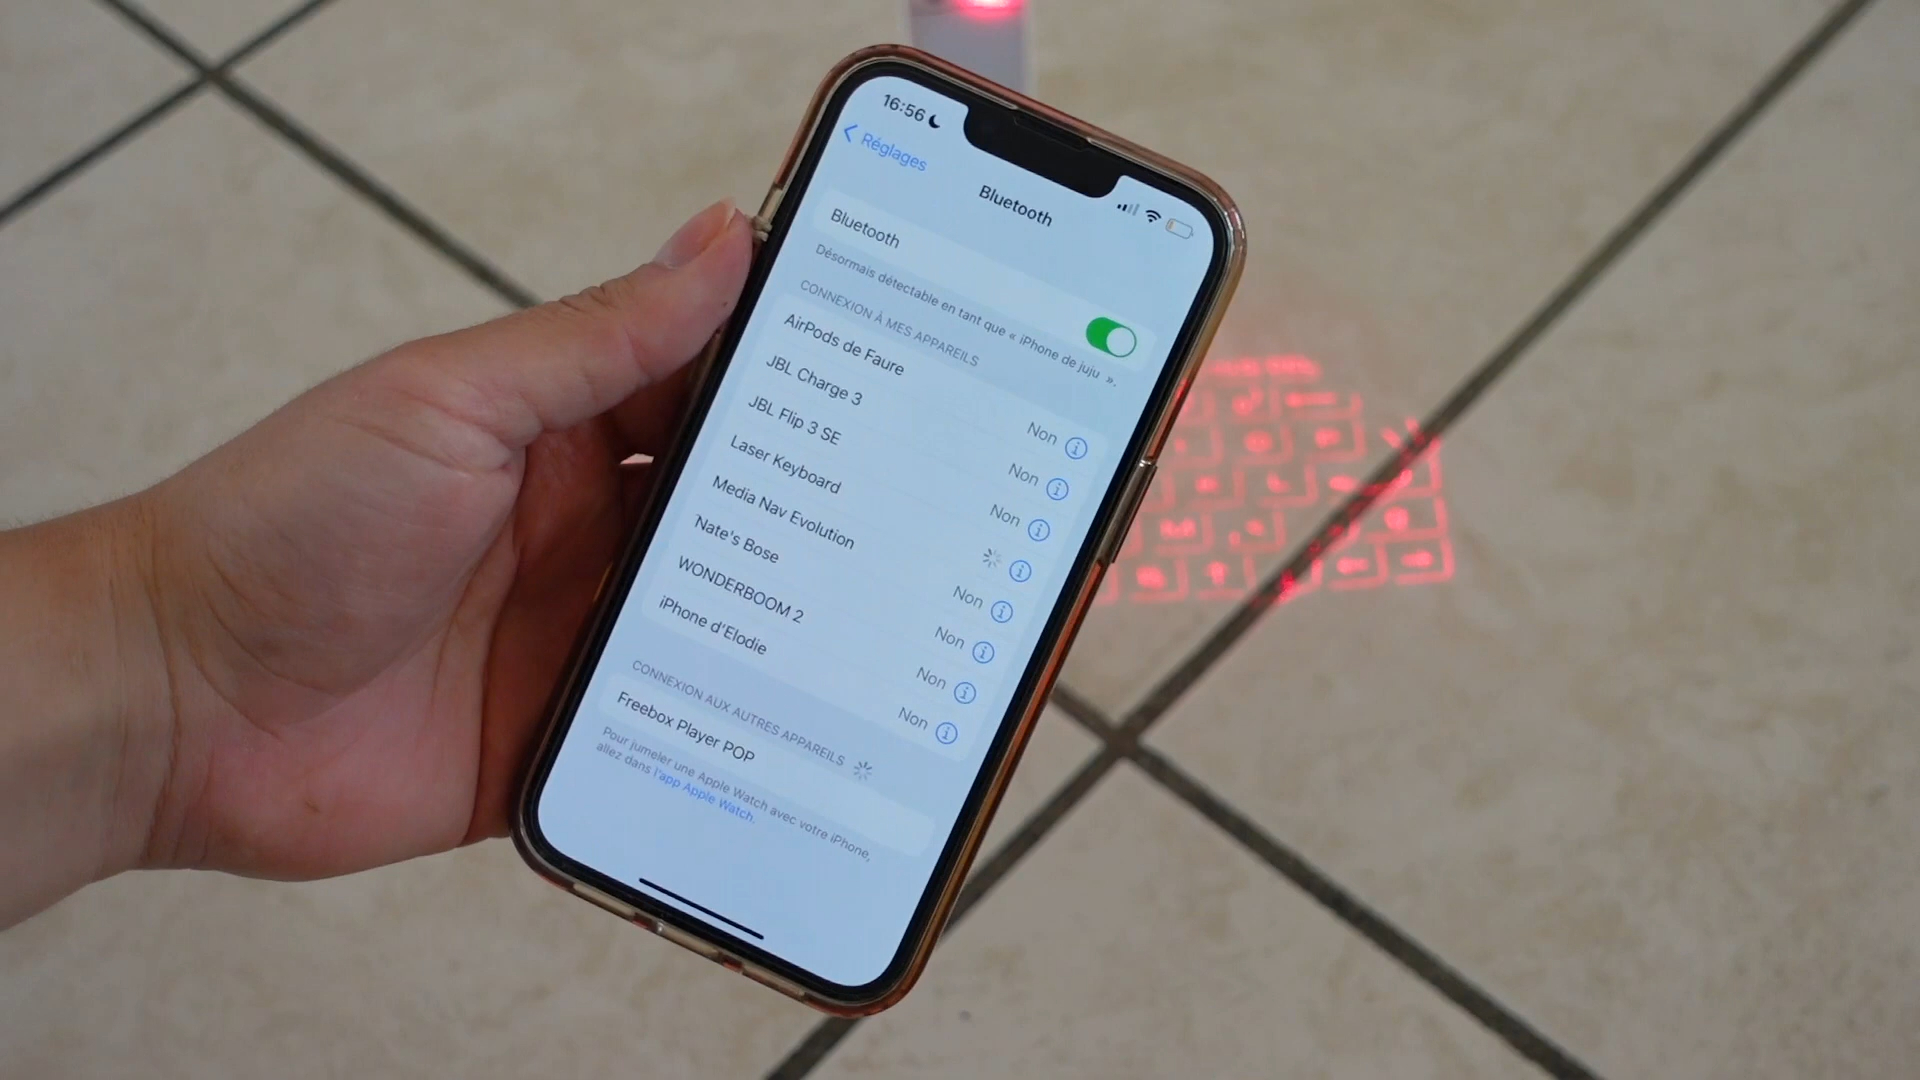 16:56
Réglages
Bluetooth
Bluetooth
Désormais détectable en tant que « iPhone de juju ».
CONNEXION À MES APPAREILS
AirPods de Faure Non
JBL Charge 3 Non
JBL Flip 3 SE Non
Laser Keyboard
Media Nav Evolution Non
Nate's Bose Non
WONDERBOOM 2 Non
iPhone d'Elodie Non
CONNEXION AUX AUTRES APPAREILS
Freebox Player POP
Pour jumeler une Apple Watch avec votre iPhone,
allez dans l'app Apple Watch.